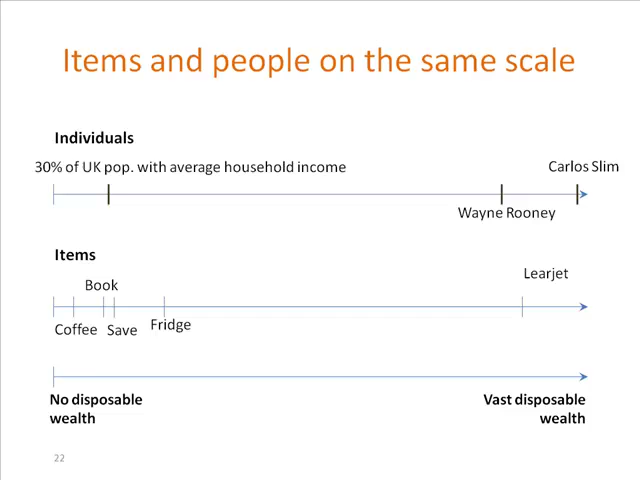 Items and people on the same scale
Individuals
30% of UK pop. with average household income
Carlos Slim
Wayne Rooney
Items
Learjet
Book
Coffee
Save
Fridge
No disposable
wealth
Vast disposable
wealth
22